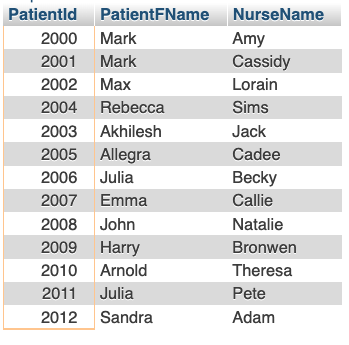 PatientId PatientFName NurseName
2000 Mark Amy
2001 Mark Cassidy
2002 Max Lorain
2004 Rebecca Sims
2003 Akhilesh Jack
2005 Allegra Cadee
2006 Julia Becky
2007 Emma Callie
2008 John Natalie
2009 Harry Bronwen
2010 Arnold Theresa
2011 Julia Pete
2012 Sandra Adam